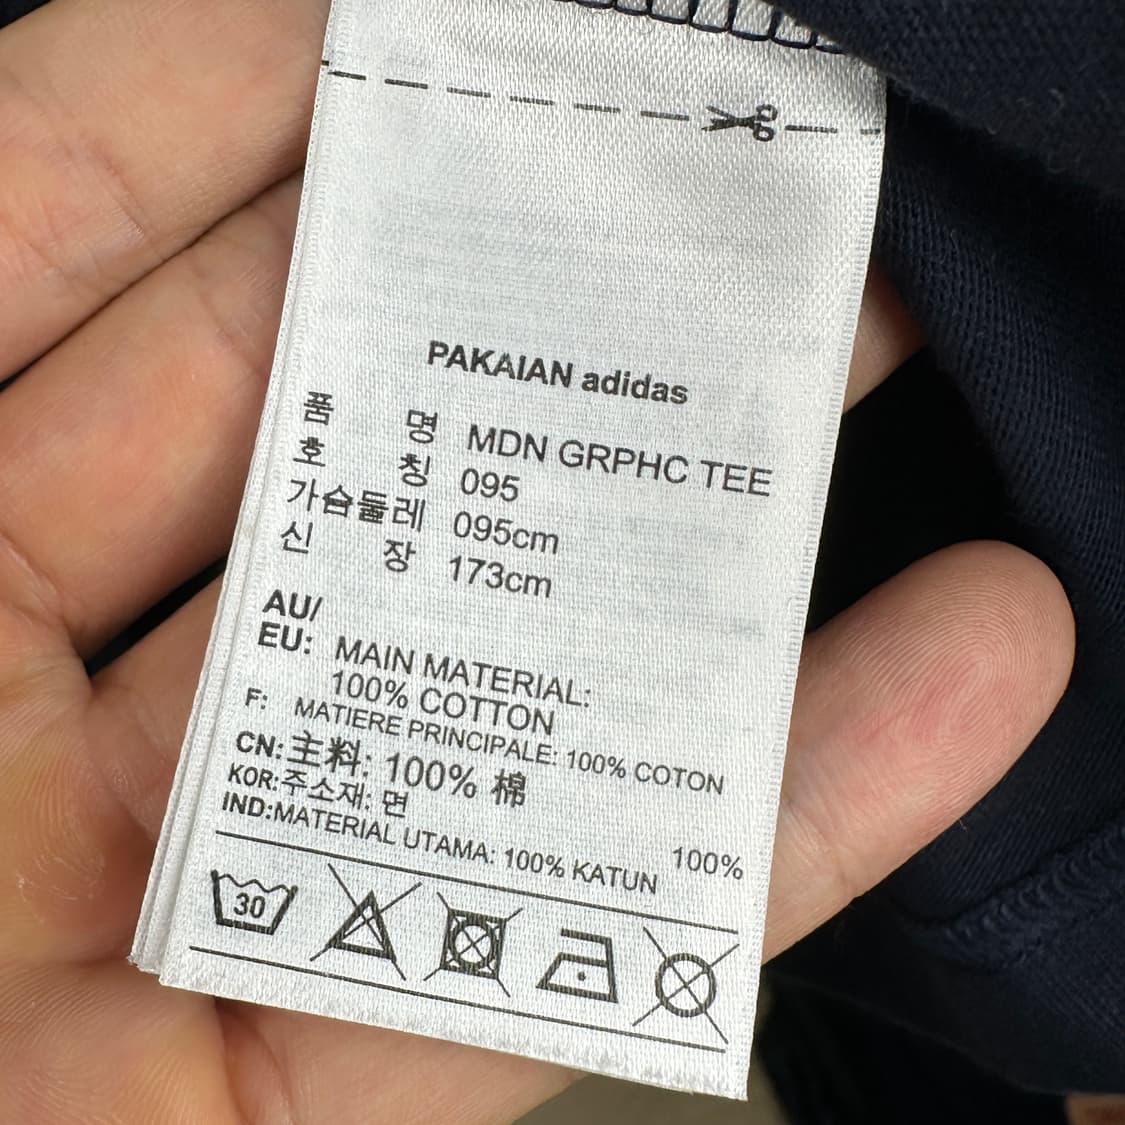 PAKAIAN adidas
품 명 MDN GRPHC TEE
호 칭 095
가슴둘레 095cm
신 장 173cm
AU/
EU: MAIN MATERIAL:
100% COTTON
F: MATIERE PRINCIPALE: 100% COTON
CN:主料: 100% 棉
KOR:주소재: 면 100%
IND:MATERIAL UTAMA: 100% KATUN
30